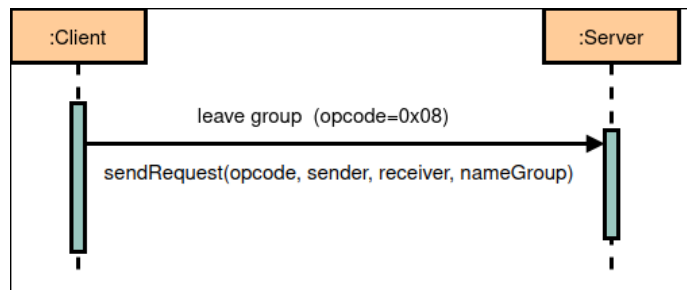 :Client
:Server
leave group (opcode=0x08)
sendRequest(opcode, sender, receiver, nameGroup)